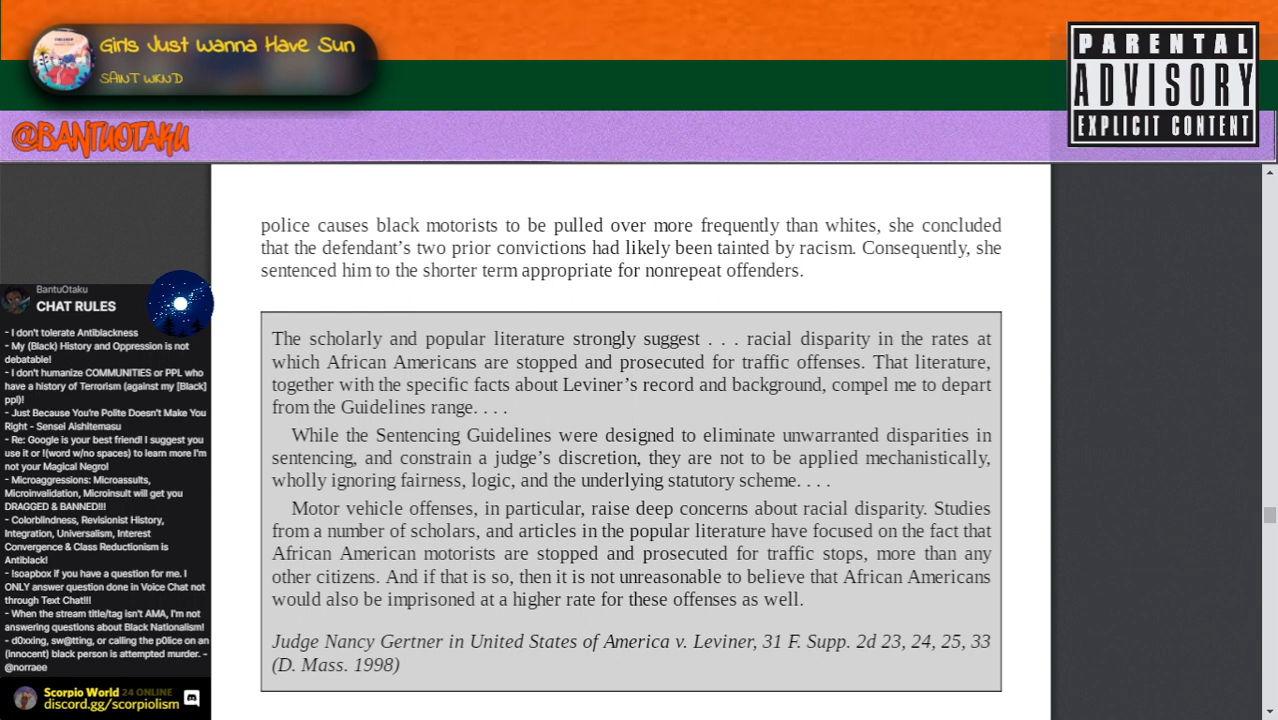 Girls Just Wanna Have Sun
SAINT WKND
PARENTAL
ADVISORY
EXPLICIT CONTENT
@BANTUOTAKU
police causes black motorists to be pulled over more frequently than whites, she concluded
that the defendant's two prior convictions had likely been tainted by racism. Consequently, she
sentenced him to the shorter term appropriate for nonrepeat offenders.
The scholarly and popular literature strongly suggest . . . racial disparity in the rates at
which African Americans are stopped and prosecuted for traffic offenses. That literature,
together with the specific facts about Leviner's record and background, compel me to depart
from the Guidelines range. . . .
While the Sentencing Guidelines were designed to eliminate unwarranted disparities in
sentencing, and constrain a judge's discretion, they are not to be applied mechanistically,
wholly ignoring fairness, logic, and the underlying statutory scheme. . . .
Motor vehicle offenses, in particular, raise deep concerns about racial disparity. Studies
from a number of scholars, and articles in the popular literature have focused on the fact that
African American motorists are stopped and prosecuted for traffic stops, more than any
other citizens. And if that is so, then it is not unreasonable to believe that African Americans
would also be imprisoned at a higher rate for these offenses as well.
Judge Nancy Gertner in United States of America v. Leviner, 31 F. Supp. 2d 23, 24, 25, 33
(D. Mass. 1998)
BantuOtaku
CHAT RULES
- I don't tolerate Antiblackness
- My (Black) History and Oppression is not
debatable!
- I don't humanize COMMUNITIES or PPL who
have a history of Terrorism (against my [Black]
ppl)!
- Just Because You're Polite Doesn't Make You
Right - Sensei Aishitemasu
- Re: Google is your best friend! I suggest you
use it or !(word w/no spaces) to learn more I'm
not your Magical Negro!
- Microaggressions: Microassults,
Microinvalidation, Microinsult will get you
DRAGGED & BANNED!!!
- Colorblindness, Revisionist History,
Integration, Universalism, Interest
Convergence & Class Reductionism is
Antiblack!
- !soapbox if you have a question for me. I
ONLY answer question done in Voice Chat not
through Text Chat!!!
- When the stream title/tag isn't AMA, I'm not
answering questions about Black Nationalism!
- d0xxing, sw@tting, or calling the p0lice on an
(innocent) black person is attempted murder. -
@norraee
Scorpio World 24 ONLINE
discord.gg/scorpiolism